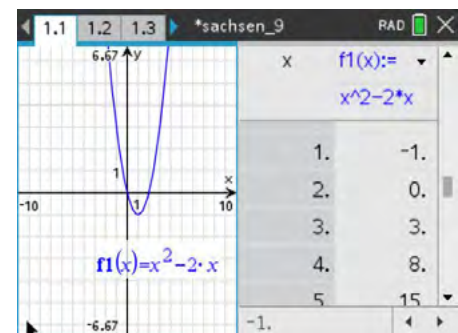 1.1 1.2 1.3 *sachsen_9 RAD
6.67 y
x
1
-10 1 10
f1(x)=x^2-2·x
-6.67
x f1(x):=
x^2-2*x
1. -1.
2. 0.
3. 3.
4. 8.
5. 15.
-1.